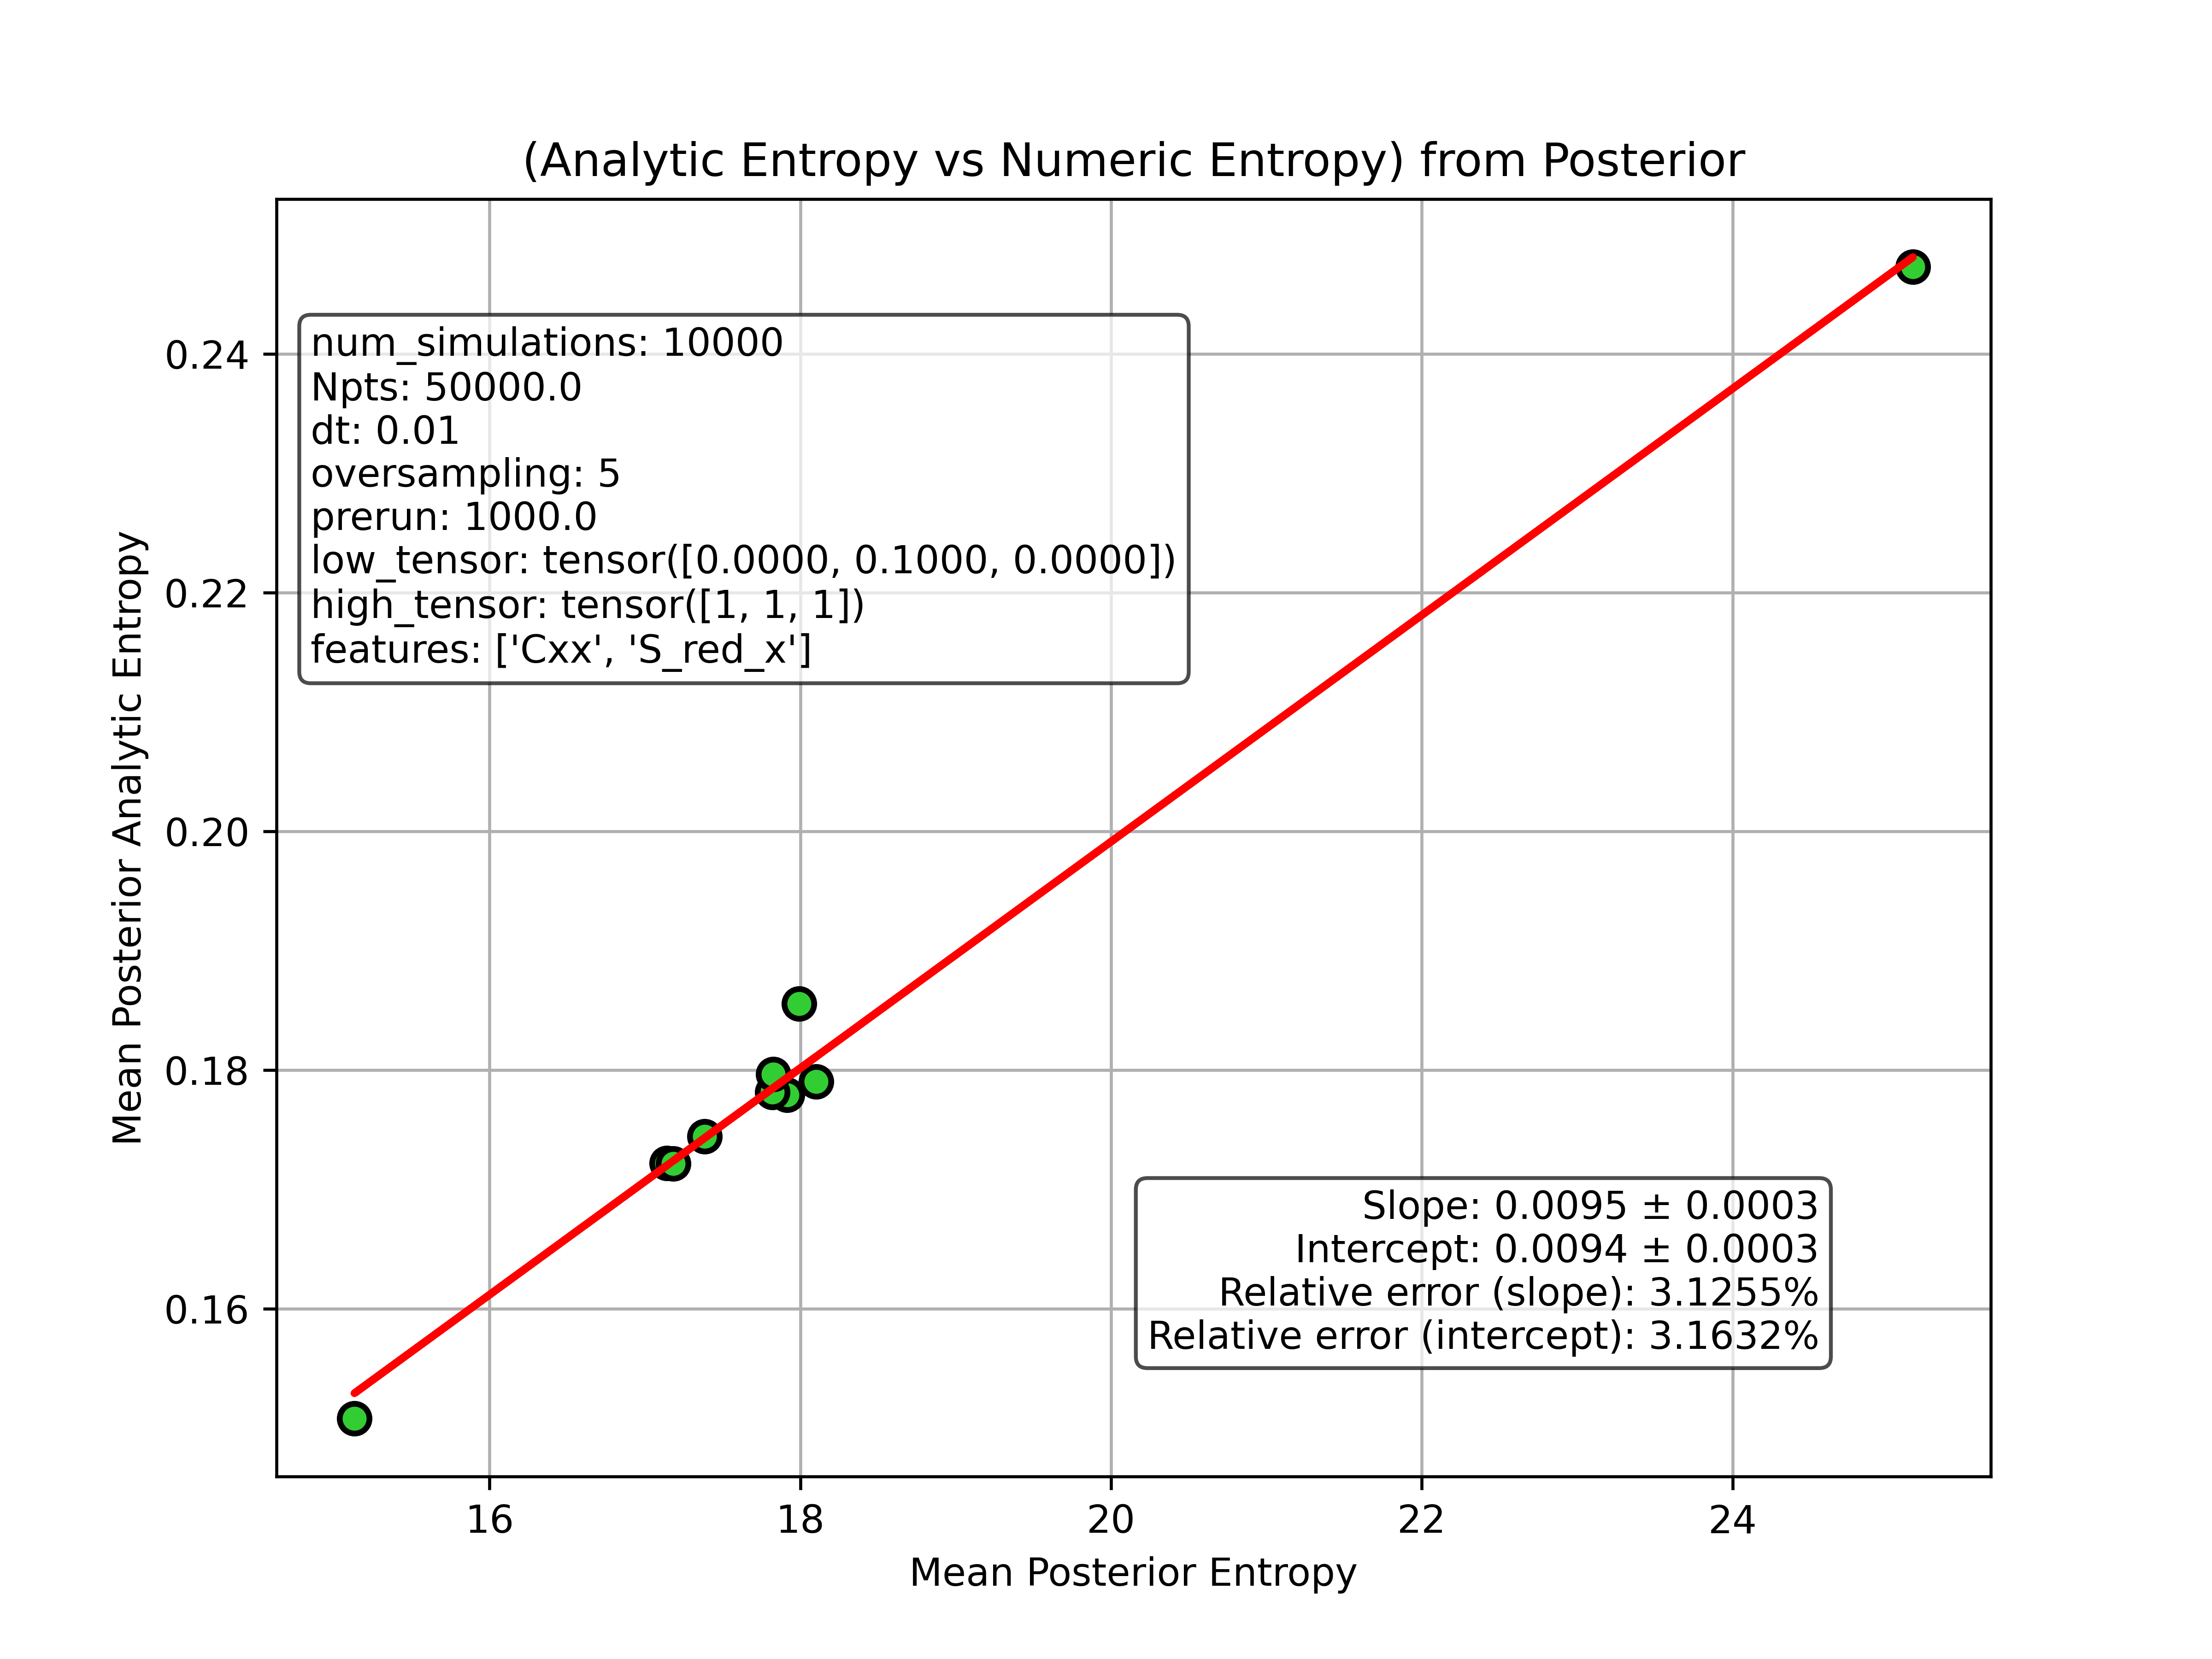 (Analytic Entropy vs Numeric Entropy) from Posterior
num_simulations: 10000
Npts: 50000.0
dt: 0.01
oversampling: 5
prerun: 1000.0
low_tensor: tensor([0.0000, 0.1000, 0.0000])
high_tensor: tensor([1, 1, 1])
features: ['Cxx', 'S_red_x']
Mean Posterior Analytic Entropy
0.24
0.22
0.20
0.18
0.16
Slope: 0.0095 ± 0.0003
Intercept: 0.0094 ± 0.0003
Relative error (slope): 3.1255%
Relative error (intercept): 3.1632%
16
18
20
22
24
Mean Posterior Entropy